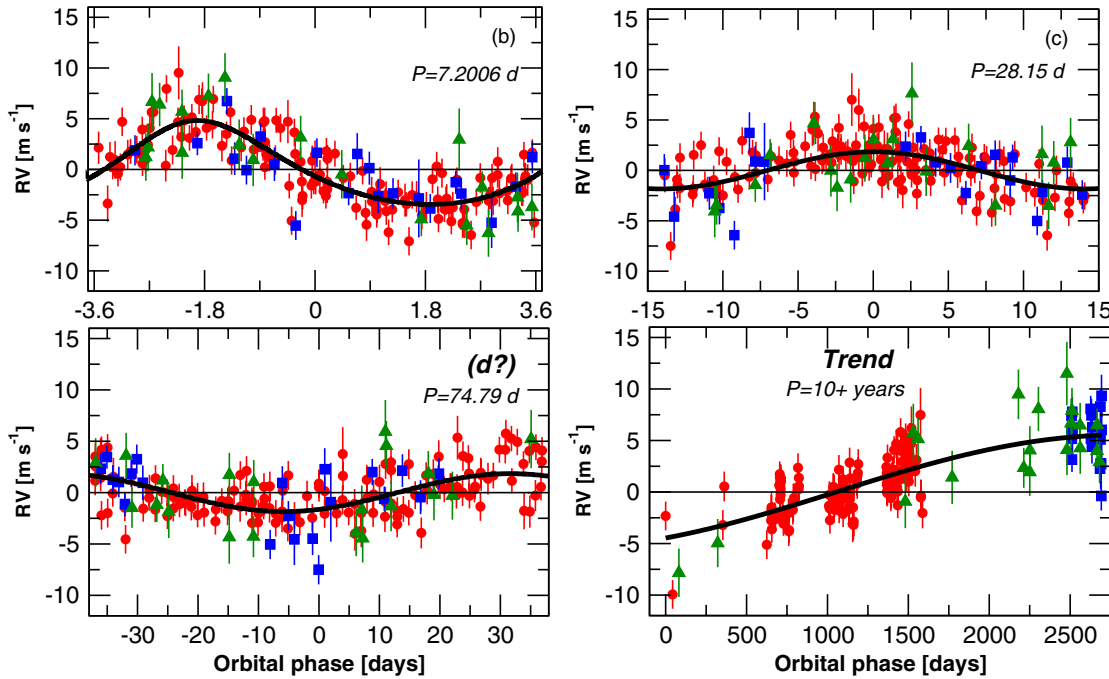 15
10
5
0
-5
-10
RV [m s⁻¹]
(b)
P=7.2006 d
-3.6 -1.8 0 1.8 3.6
15
10
5
0
-5
-10
RV [m s⁻¹]
(c)
P=28.15 d
-15 -10 -5 0 5 10 15
15
10
5
0
-5
-10
RV [m s⁻¹]
(d?)
P=74.79 d
-30 -20 -10 0 10 20 30
Orbital phase [days]
15
10
5
0
-5
-10
RV [m s⁻¹]
Trend
P=10+ years
0 500 1000 1500 2000 2500
Orbital phase [days]